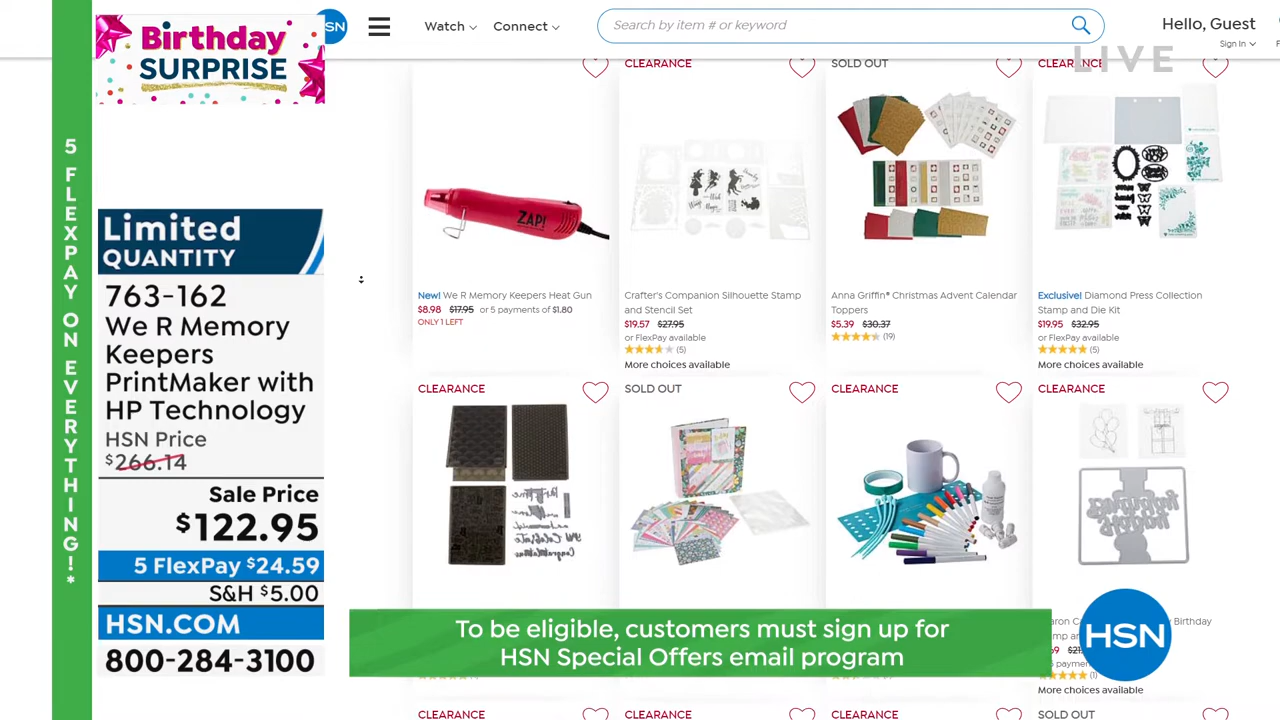 Birthday
SURPRISE
SN
Watch
Connect
Search by item # or keyword
Hello, Guest
Sign In
LIVE
5 FLEXPAY ON EVERYTHING!*
Limited
QUANTITY
763-162
We R Memory
Keepers
PrintMaker with
HP Technology
HSN Price
$266.14
Sale Price
$122.95
5 FlexPay $24.59
S&H $5.00
HSN.COM
800-284-3100
CLEARANCE
SOLD OUT
CLEARANCE
ZAP!
New! We R Memory Keepers Heat Gun
$8.98 $17.95 or 5 payments of $1.80
ONLY 1 LEFT
Crafter's Companion Silhouette Stamp
and Stencil Set
$19.57 $27.95
or FlexPay available
(5)
More choices available
Anna Griffin® Christmas Advent Calendar
Toppers
$5.39 $30.37
(19)
Exclusive! Diamond Press Collection
Stamp and Die Kit
$19.95 $32.95
or FlexPay available
(5)
More choices available
CLEARANCE
SOLD OUT
CLEARANCE
CLEARANCE
To be eligible, customers must sign up for
HSN Special Offers email program
HSN
Birthday
(1)
More choices available
CLEARANCE
CLEARANCE
CLEARANCE
SOLD OUT